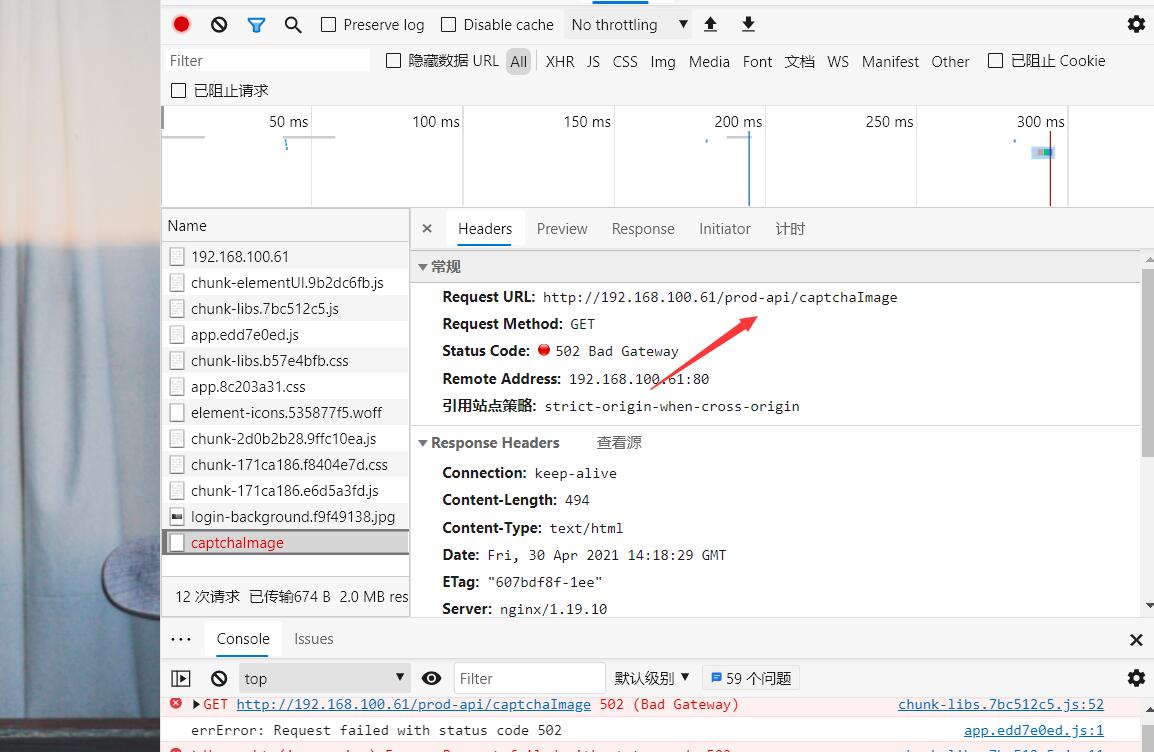 Preserve log Disable cache No throttling
Filter 隐藏数据 URL All XHR JS CSS Img Media Font 文档 WS Manifest Other 已阻止 Cookie
已阻止请求
50 ms 100 ms 150 ms 200 ms 250 ms 300 ms
Name
192.168.100.61
chunk-elementUI.9b2dc6fb.js
chunk-libs.7bc512c5.js
app.edd7e0ed.js
chunk-libs.b57e4bfb.css
app.8c203a31.css
element-icons.535877f5.woff
chunk-2d0b2b28.9ffc10ea.js
chunk-171ca186.f8404e7d.css
chunk-171ca186.e6d5a3fd.js
login-background.f9f49138.jpg
captchaImage
12 次请求 已传输674 B 2.0 MB res
× Headers Preview Response Initiator 计时
常规
Request URL: http://192.168.100.61/prod-api/captchaImage
Request Method: GET
Status Code: 502 Bad Gateway
Remote Address: 192.168.100.61:80
引用站点策略: strict-origin-when-cross-origin
Response Headers 查看源
Connection: keep-alive
Content-Length: 494
Content-Type: text/html
Date: Fri, 30 Apr 2021 14:18:29 GMT
ETag: "607bdf8f-1ee"
Server: nginx/1.19.10
Console Issues
top Filter 默认级别 59 个问题
GET http://192.168.100.61/prod-api/captchaImage 502 (Bad Gateway) chunk-libs.7bc512c5.js:52
errError: Request failed with status code 502 app.edd7e0ed.js:1